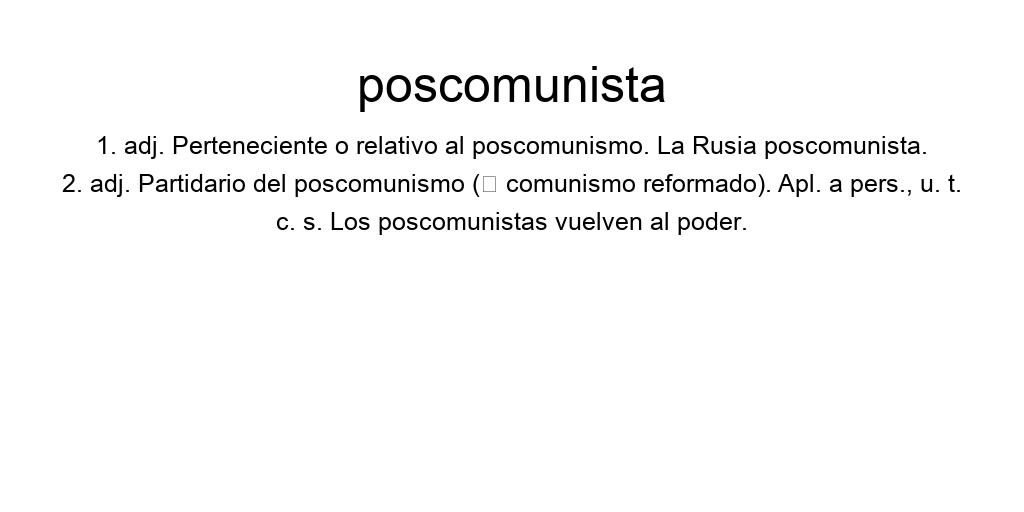 poscomunista
1. adj. Perteneciente o relativo al poscomunismo. La Rusia poscomunista.
2. adj. Partidario del poscomunismo (▯ comunismo reformado). Apl. a pers., u. t.
c. s. Los poscomunistas vuelven al poder.